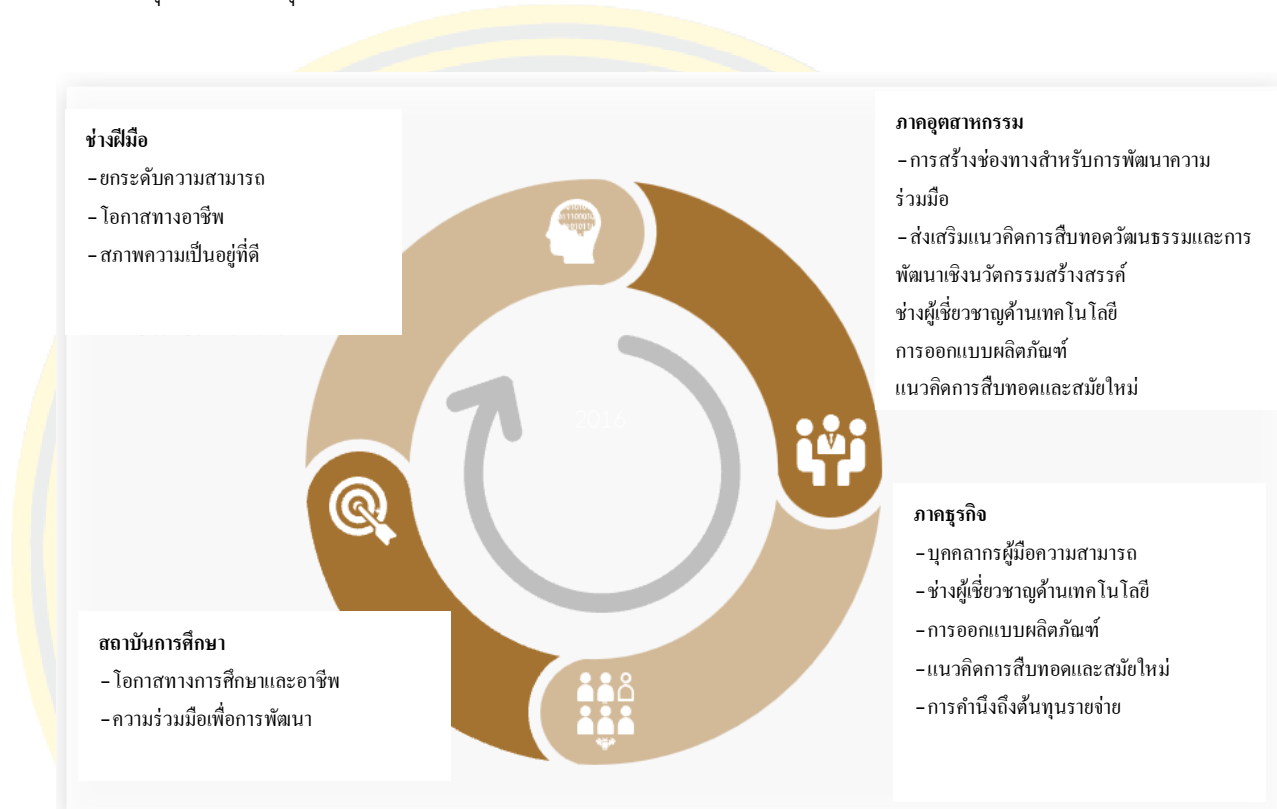 ช่างฝีมือ
-ยกระดับความสามารถ
-โอกาสทางอาชีพ
-สภาพความเป็นอยู่ที่ดี
ภาคอุตสาหกรรม
-การสร้างช่องทางสำหรับการพัฒนาความ
ร่วมมือ
-ส่งเสริมแนวคิดการสืบทอดวัฒนธรรมและการ
พัฒนาเชิงนวัตกรรมสร้างสรรค์
ช่างผู้เชี่ยวชาญด้านเทคโนโลยี
การออกแบบผลิตภัณฑ์
แนวคิดการสืบทอดและสมัยใหม่
2016
ภาคธุรกิจ
-บุคคลากรผู้มือความสามารถ
-ช่างผู้เชี่ยวชาญด้านเทคโนโลยี
-การออกแบบผลิตภัณฑ์
-แนวคิดการสืบทอดและสมัยใหม่
-การคำนึงถึงต้นทุนรายจ่าย
สถาบันการศึกษา
-โอกาสทางการศึกษาและอาชีพ
-ความร่วมมือเพื่อการพัฒนา